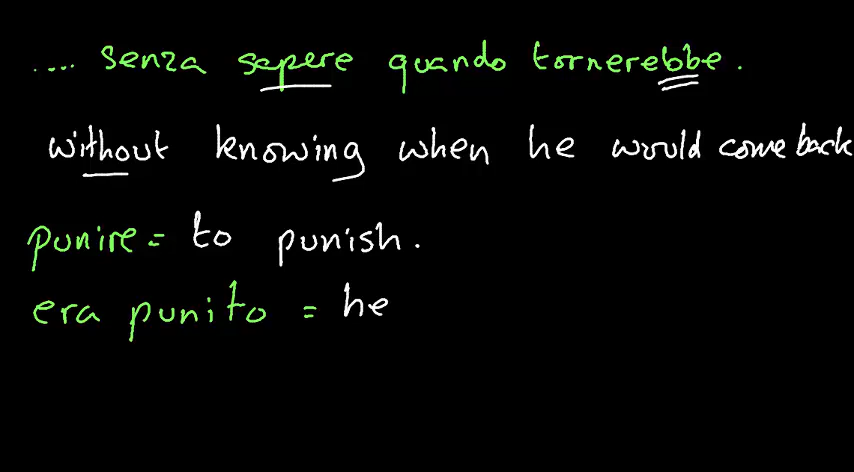 .... senza sapere quando tornerebbe.
without knowing when he would come back
punire = to punish.
era punito = he